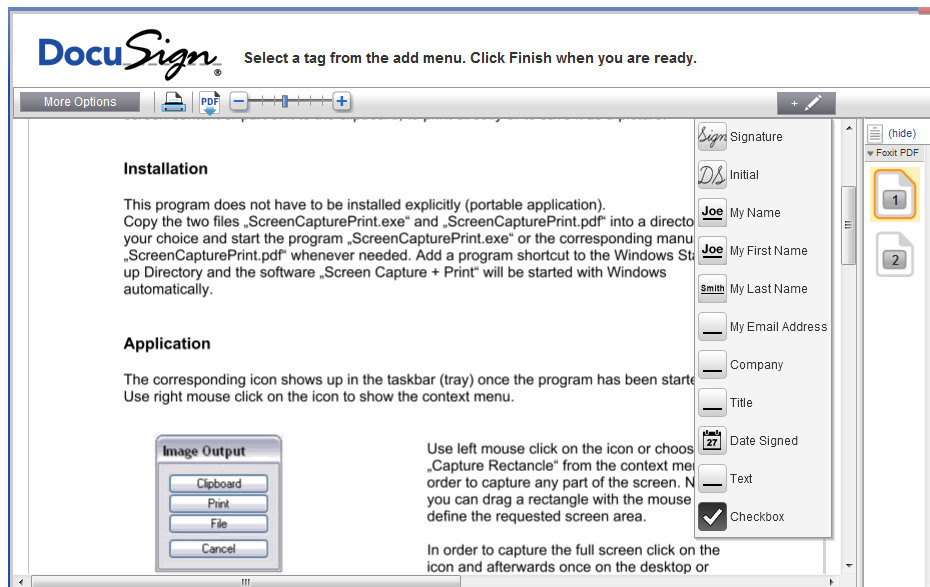 DocuSign®
Select a tag from the add menu. Click Finish when you are ready.
More Options
PDF
+
(hide)
Foxit PDF
1
2
Installation
This program does not have to be installed explicitly (portable application).
Copy the two files „ScreenCapturePrint.exe“ and „ScreenCapturePrint.pdf“ into a directo
your choice and start the program „ScreenCapturePrint.exe“ or the corresponding manu
„ScreenCapturePrint.pdf“ whenever needed. Add a program shortcut to the Windows Sta
up Directory and the software „Screen Capture + Print“ will be started with Windows
automatically.
Application
The corresponding icon shows up in the taskbar (tray) once the program has been starte
Use right mouse click on the icon to show the context menu.
Image Output
Clipboard
Print
File
Cancel
Use left mouse click on the icon or choos
„Capture Rectancle“ from the context me
order to capture any part of the screen. N
you can drag a rectangle with the mouse
define the requested screen area.
In order to capture the full screen click on the
icon and afterwards once on the desktop or
Sign Signature
DS Initial
Joe My Name
Joe My First Name
Smith My Last Name
My Email Address
Company
Title
27 Date Signed
Text
Checkbox